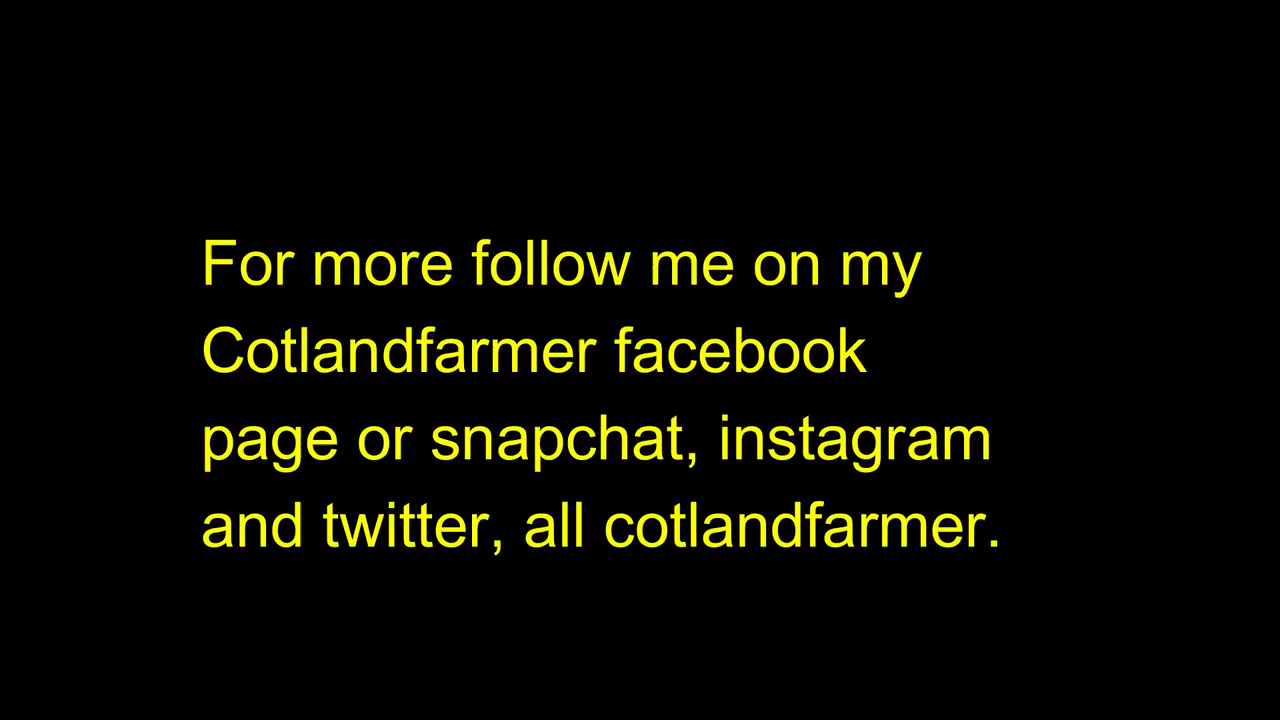 For more follow me on my
Cotlandfarmer facebook
page or snapchat, instagram
and twitter, all cotlandfarmer.